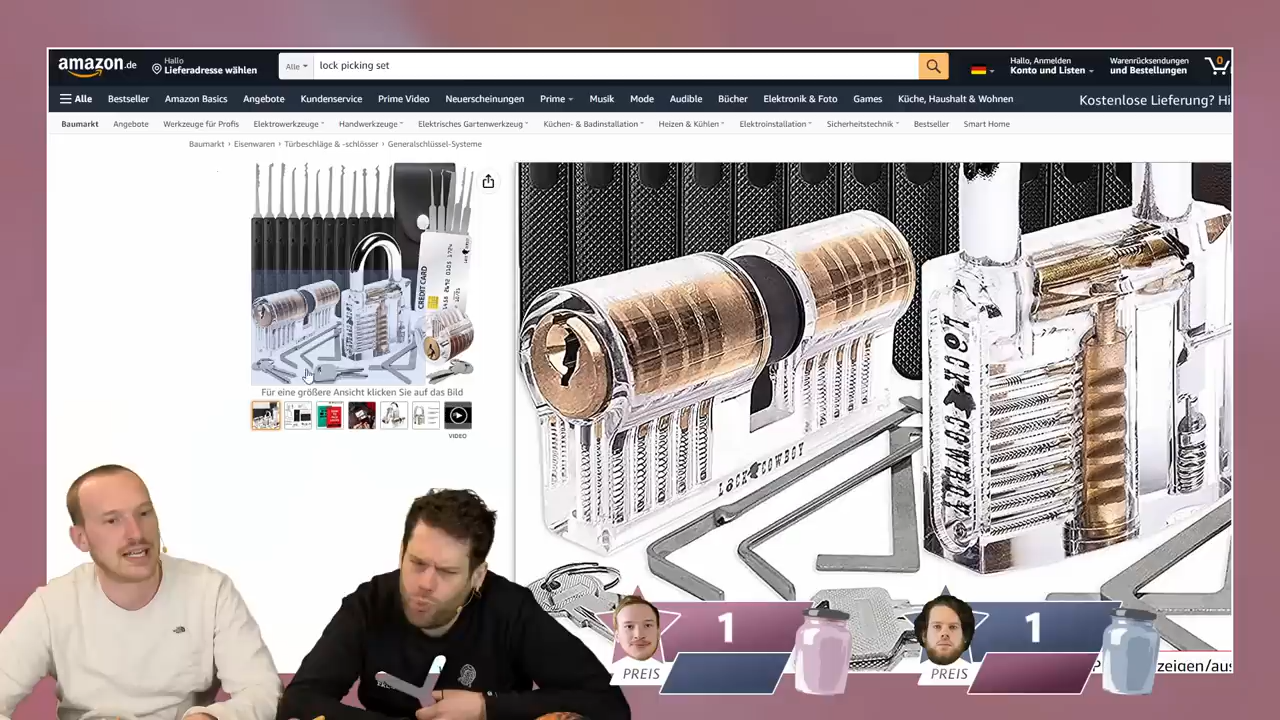 amazon.de
Hallo
Lieferadresse wählen
Alle
lock picking set
Hallo, Anmelden
Konto und Listen
Warenrücksendungen
und Bestellungen
0
Alle
Bestseller
Amazon Basics
Angebote
Kundenservice
Prime Video
Neuerscheinungen
Prime
Musik
Mode
Audible
Bücher
Elektronik & Foto
Games
Küche, Haushalt & Wohnen
Kostenlose Lieferung? Hi
Baumarkt
Angebote
Werkzeuge für Profis
Elektrowerkzeuge
Handwerkzeuge
Elektrisches Gartenwerkzeug
Küchen- & Badinstallation
Heizen & Kühlen
Elektroinstallation
Sicherheitstechnik
Bestseller
Smart Home
Baumarkt › Eisenwaren › Türbeschläge & -schlösser › Generalschlüssel-Systeme
CREDIT CARD
Für eine größere Ansicht klicken Sie auf das Bild
VIDEO
LOCK COWBOY
LOCK COWBOY
1
PREIS
1
PREIS
zeigen/aus